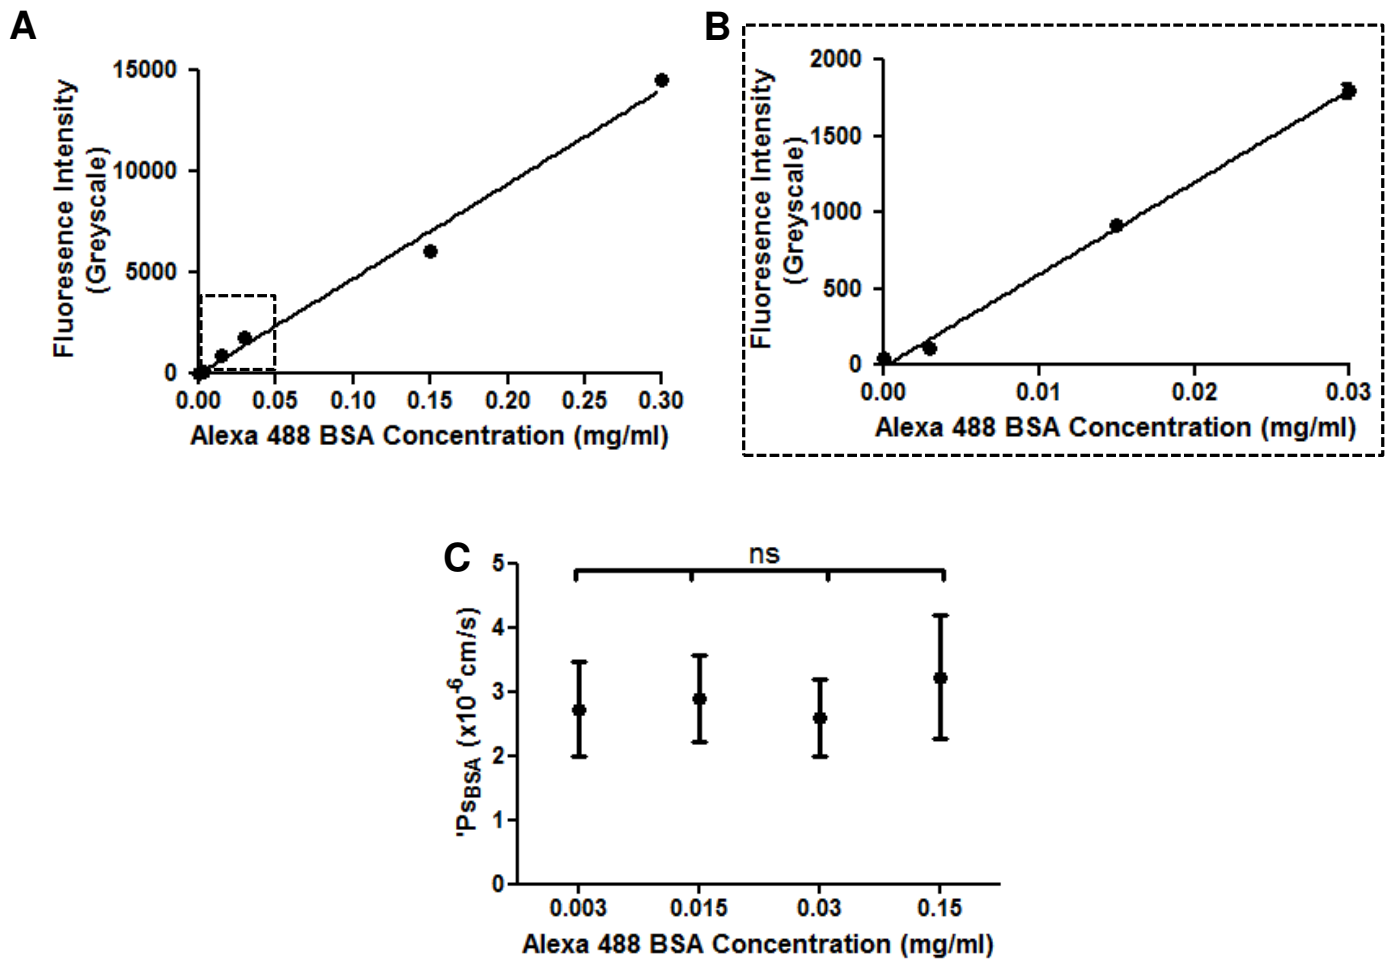 A
Fluoresence Intensity
(Greyscale)
15000
10000
5000
0
0.00 0.05 0.10 0.15 0.20 0.25 0.30
Alexa 488 BSA Concentration (mg/ml)
B
Fluoresence Intensity
(Greyscale)
2000
1500
1000
500
0
0.00 0.01 0.02 0.03
Alexa 488 BSA Concentration (mg/ml)
C
ns
'PsBSA (x10-6cm/s)
5
4
3
2
1
0
0.003 0.015 0.03 0.15
Alexa 488 BSA Concentration (mg/ml)